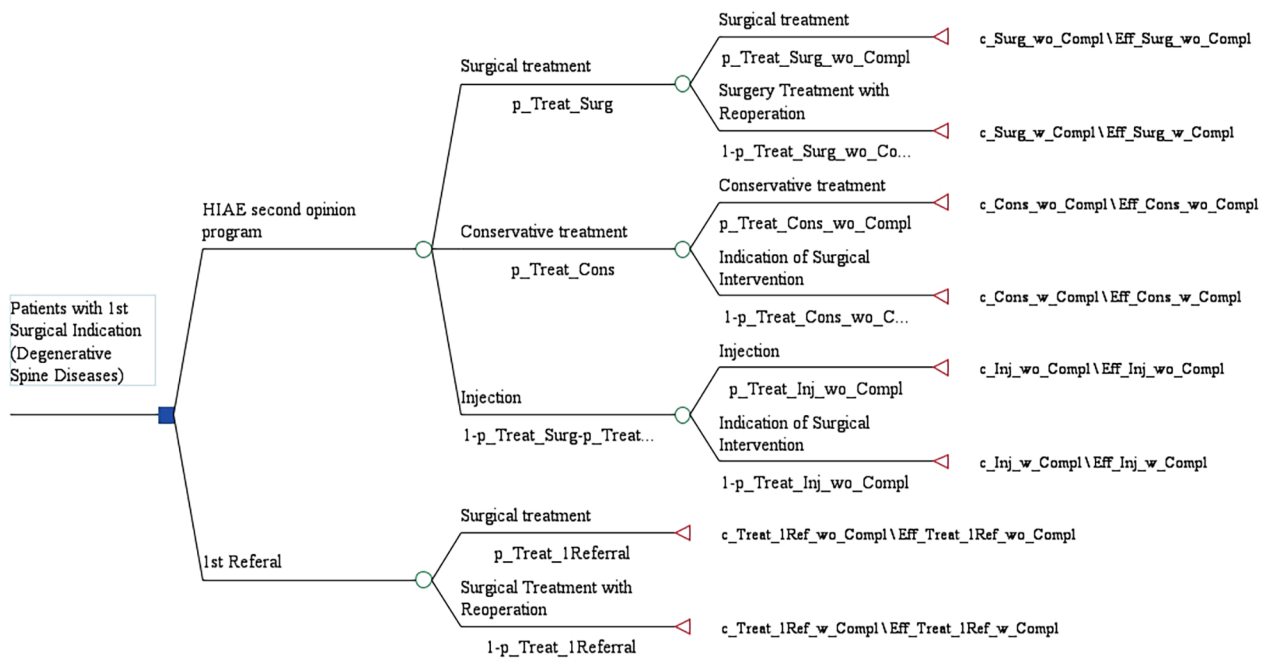 Surgical treatment
p_Treat_Surg_wo_Compl
c_Surg_wo_Compl \ Eff_Surg_wo_Compl
Surgery Treatment with
Reoperation
1-p_Treat_Surg_wo_Co...
c_Surg_w_Compl \ Eff_Surg_w_Compl
Surgical treatment
p_Treat_Surg
Conservative treatment
p_Treat_Cons_wo_Compl
c_Cons_wo_Compl \ Eff_Cons_wo_Compl
Indication of Surgical
Intervention
1-p_Treat_Cons_wo_C...
c_Cons_w_Compl \ Eff_Cons_w_Compl
HIAE second opinion
program
Conservative treatment
p_Treat_Cons
Patients with 1st
Surgical Indication
(Degenerative
Spine Diseases)
Injection
p_Treat_Inj_wo_Compl
c_Inj_wo_Compl \ Eff_Inj_wo_Compl
Indication of Surgical
Intervention
1-p_Treat_Inj_wo_Compl
c_Inj_w_Compl \ Eff_Inj_w_Compl
Injection
1-p_Treat_Surg-p_Treat...
1st Referal
Surgical treatment
p_Treat_1Referral
c_Treat_1Ref_wo_Compl \ Eff_Treat_1Ref_wo_Compl
Surgical Treatment with
Reoperation
1-p_Treat_1Referral
c_Treat_1Ref_w_Compl \ Eff_Treat_1Ref_w_Compl